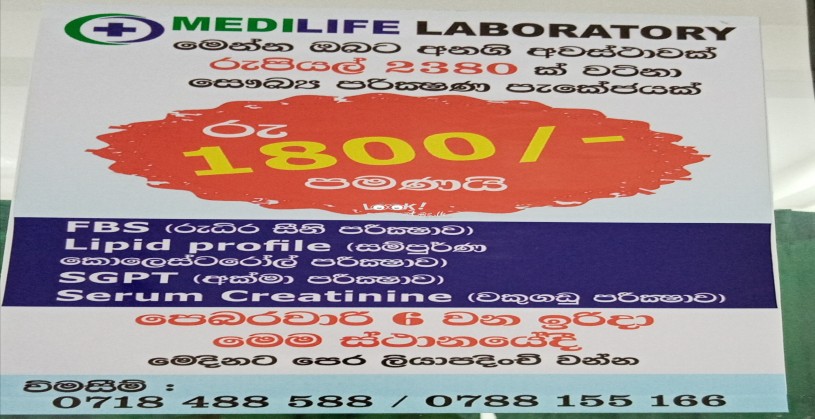 MEDILIFE LABORATORY
මෙන්න ඔබට අනගි අවස්ථාවක්
රුපියල් 2380 ක් වටිනා
සෞඛ්‍ය පරික්ෂණ පැකේජයක්
රු
1800/-
පමණයි
LOOK!
FBS (රුධිර සීනි පරික්ෂාව)
Lipid profile (සම්පූර්ණ
කොලෙස්ටරෝල් පරික්ෂාව)
SGPT (අක්මා පරික්ෂාව)
Serum Creatinine (වකුගඩු පරික්ෂාව)
පෙබරවාරි 6 වන ඉරිදා
මෙම ස්ථානයේදී
මෙදිනට පෙර ලියාපදිංචි වන්න
විමසීම් :
0718 488 588 / 0788 155 166